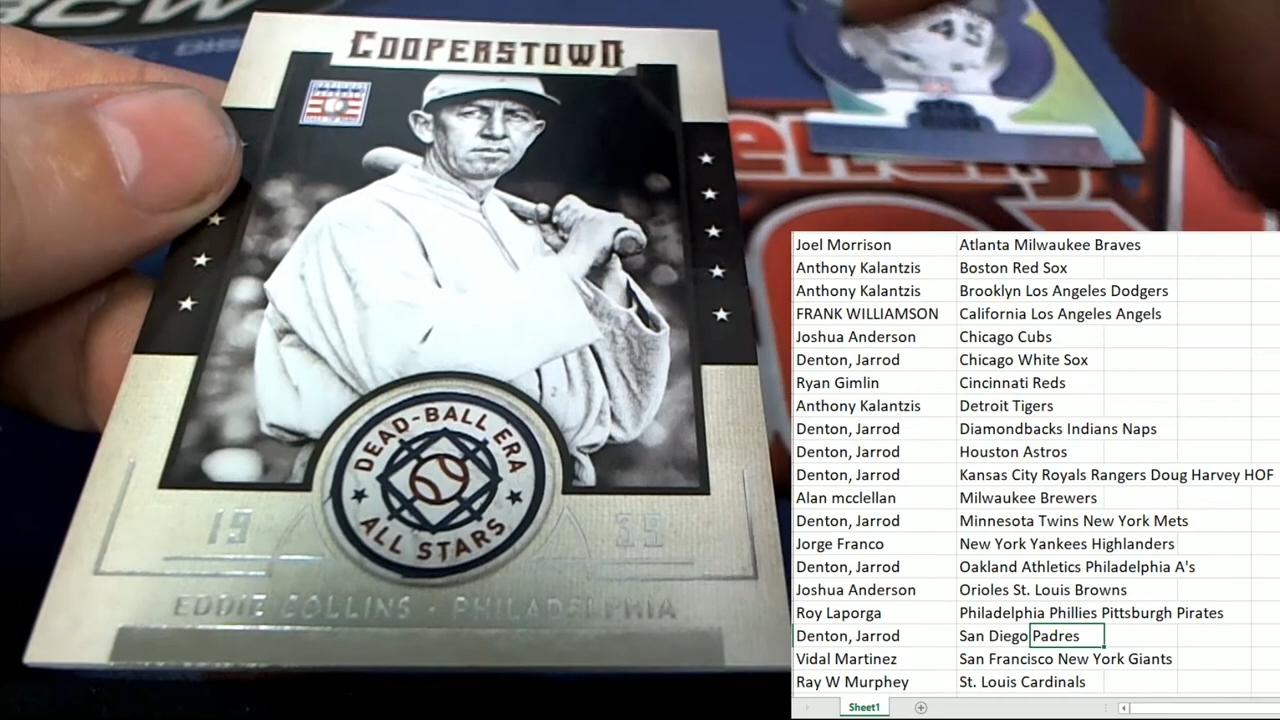 COOPERSTOWN
45
DEAD-BALL ERA
ALL STARS
19 39
EDDIE COLLINS · PHILADELPHIA
Joel Morrison Atlanta Milwaukee Braves
Anthony Kalantzis Boston Red Sox
Anthony Kalantzis Brooklyn Los Angeles Dodgers
FRANK WILLIAMSON California Los Angeles Angels
Joshua Anderson Chicago Cubs
Denton, Jarrod Chicago White Sox
Ryan Gimlin Cincinnati Reds
Anthony Kalantzis Detroit Tigers
Denton, Jarrod Diamondbacks Indians Naps
Denton, Jarrod Houston Astros
Denton, Jarrod Kansas City Royals Rangers Doug Harvey HOF
Alan mcclellan Milwaukee Brewers
Denton, Jarrod Minnesota Twins New York Mets
Jorge Franco New York Yankees Highlanders
Denton, Jarrod Oakland Athletics Philadelphia A's
Joshua Anderson Orioles St. Louis Browns
Roy Laporga Philadelphia Phillies Pittsburgh Pirates
Denton, Jarrod San Diego Padres
Vidal Martinez San Francisco New York Giants
Ray W Murphey St. Louis Cardinals
Sheet1